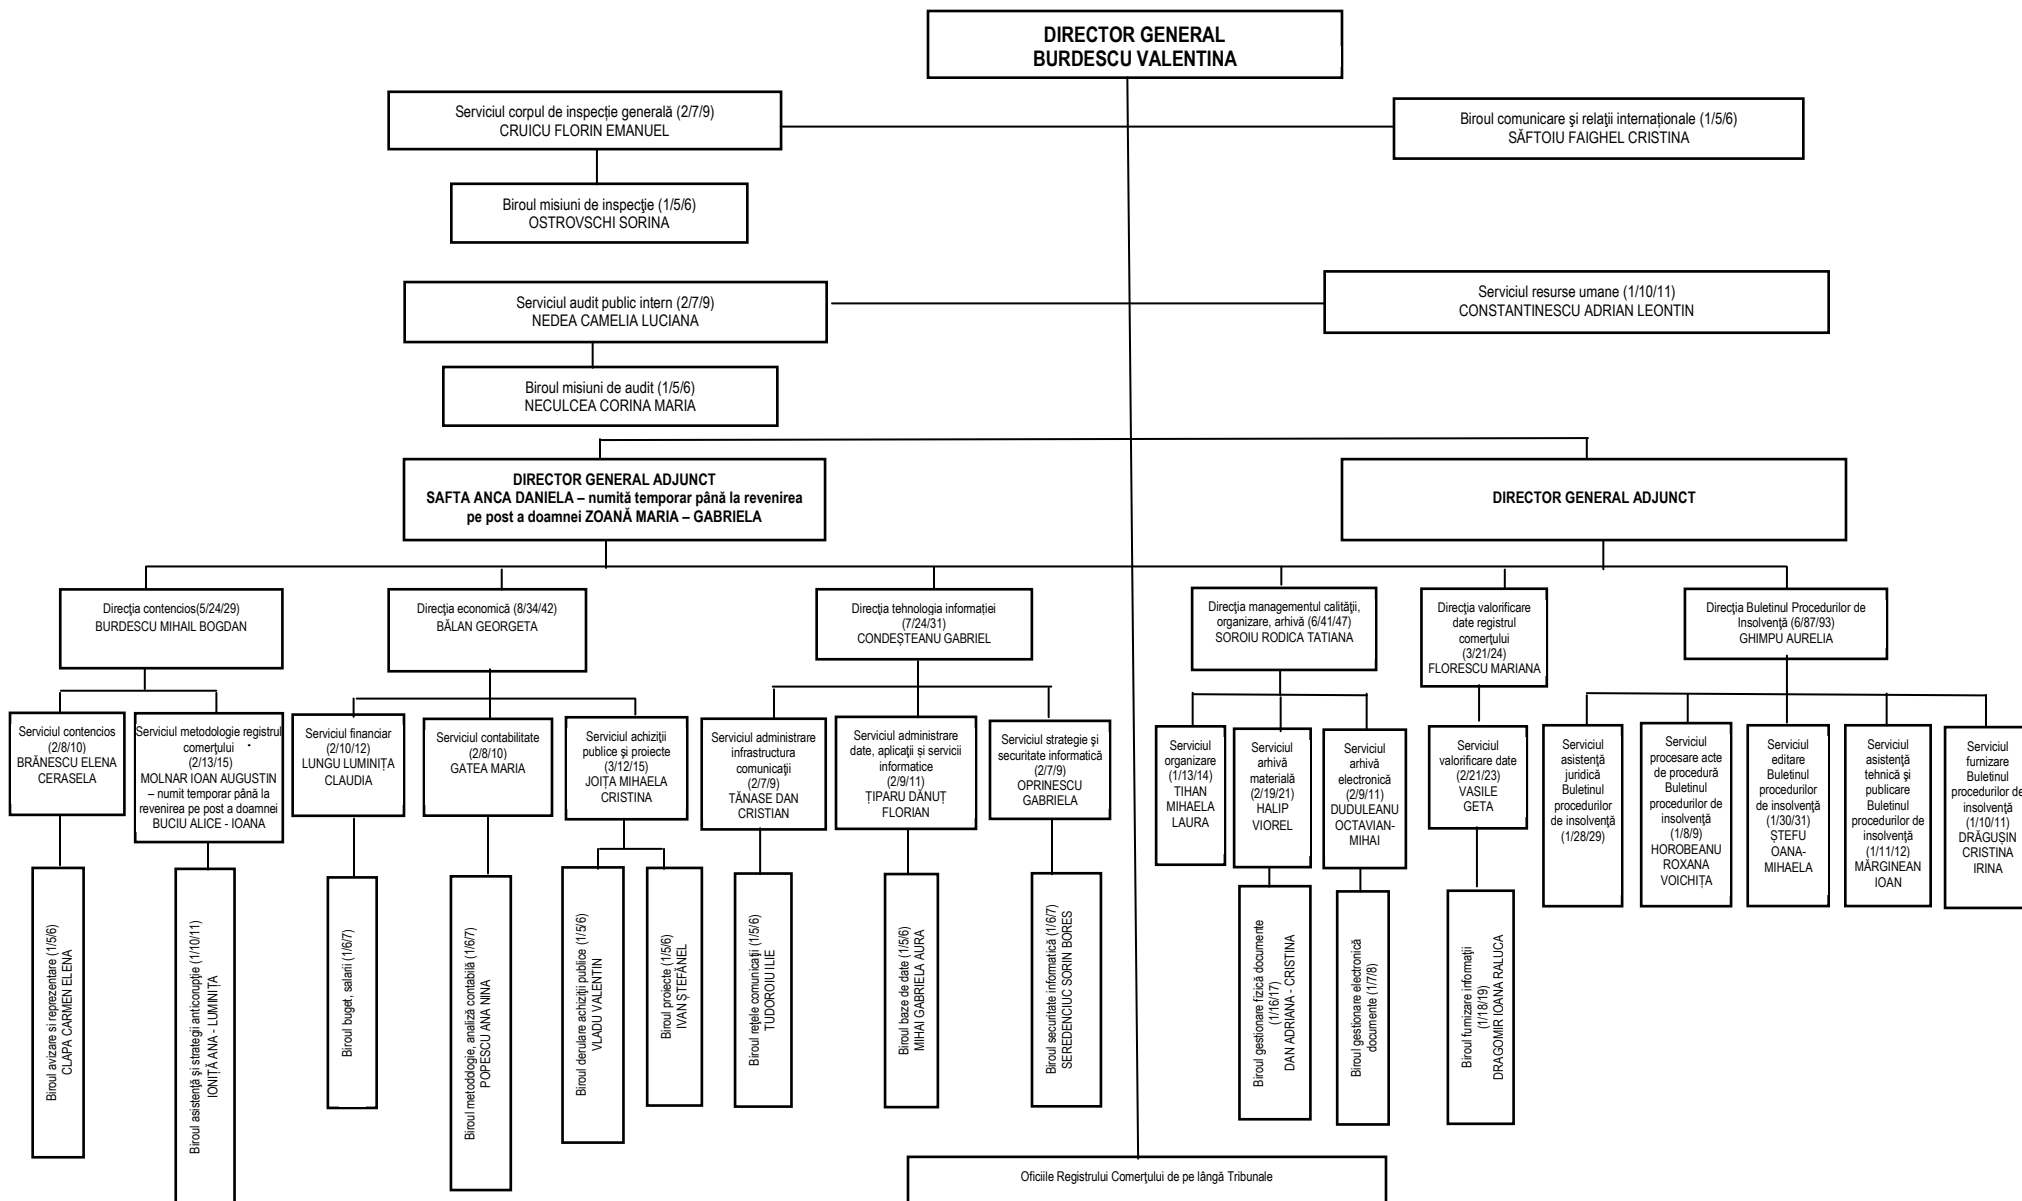 DIRECTOR GENERAL
BURDESCU VALENTINA
Serviciul corpul de inspecție generală (2/7/9)
CRUICU FLORIN EMANUEL
Biroul comunicare şi relaţii internaționale (1/5/6)
SĂFTOIU FAIGHEL CRISTINA
Biroul misiuni de inspecţie (1/5/6)
OSTROVSCHI SORINA
Serviciul audit public intern (2/7/9)
NEDEA CAMELIA LUCIANA
Serviciul resurse umane (1/10/11)
CONSTANTINESCU ADRIAN LEONTIN
Biroul misiuni de audit (1/5/6)
NECULCEA CORINA MARIA
DIRECTOR GENERAL ADJUNCT
SAFTA ANCA DANIELA – numită temporar până la revenirea
pe post a doamnei ZOANĂ MARIA – GABRIELA
DIRECTOR GENERAL ADJUNCT
Direcţia contencios(5/24/29)
BURDESCU MIHAIL BOGDAN
Direcţia economică (8/34/42)
BĂLAN GEORGETA
Direcţia tehnologia informației
(7/24/31)
CONDEȘTEANU GABRIEL
Direcţia managementul calităţii,
organizare, arhivă (6/41/47)
SOROIU RODICA TATIANA
Direcţia valorificare
date registrul
comerţului
(3/21/24)
FLORESCU MARIANA
Direcţia Buletinul Procedurilor de
Insolvenţă (6/87/93)
GHIMPU AURELIA
Serviciul contencios
(2/8/10)
BRĂNESCU ELENA
CERASELA
Serviciul metodologie registrul
comerţului
(2/13/15)
MOLNAR IOAN AUGUSTIN
– numit temporar până la
revenirea pe post a doamnei
BUCIU ALICE - IOANA
Serviciul financiar
(2/10/12)
LUNGU LUMINIȚA
CLAUDIA
Serviciul contabilitate
(2/8/10)
GATEA MARIA
Serviciul achiziţii
publice şi proiecte
(3/12/15)
JOIȚA MIHAELA
CRISTINA
Serviciul administrare
infrastructura
comunicaţii
(2/7/9)
TĂNASE DAN
CRISTIAN
Serviciul administrare
date, aplicaţii și servicii
informatice
(2/9/11)
ȚIPARU DĂNUȚ
FLORIAN
Serviciul strategie şi
securitate informatică
(2/7/9)
OPRINESCU
GABRIELA
Serviciul
organizare
(1/13/14)
TIHAN
MIHAELA
LAURA
Serviciul
arhivă
materială
(2/19/21)
HALIP
VIOREL
Serviciul
arhivă
electronică
(2/9/11)
DUDULEANU
OCTAVIAN-
MIHAI
Serviciul
valorificare date
(2/21/23)
VASILE
GETA
Serviciul
asistenţă
juridică
Buletinul
procedurilor
de insolvenţă
(1/28/29)
Serviciul
procesare acte
de procedură
Buletinul
procedurilor de
insolvenţă
(1/8/9)
HOROBEANU
ROXANA
VOICHIȚA
Serviciul
editare
Buletinul
procedurilor
de insolvenţă
(1/30/31)
ȘTEFU
OANA-
MIHAELA
Serviciul
asistenţă
tehnică şi
publicare
Buletinul
procedurilor de
insolvenţă
(1/11/12)
MĂRGINEAN
IOAN
Serviciul
furnizare
Buletinul
procedurilor de
insolvenţă
(1/10/11)
DRĂGUȘIN
CRISTINA
IRINA
Biroul avizare si reprezentare (1/5/6)
CLAPA CARMEN ELENA
Biroul asistenţă şi strategii anticorupţie (1/10/11)
IONIȚĂ ANA - LUMINIȚA
Biroul buget, salarii (1/6/7)
Biroul metodologie, analiză contabilă (1/6/7)
POPESCU ANA NINA
Biroul derulare achiziţii publice (1/5/6)
VLADU VALENTIN
Biroul proiecte (1/5/6)
IVAN ȘTEFĂNEL
Biroul reţele comunicaţii (1/5/6)
TUDOROIU ILIE
Biroul baze de date (1/5/6)
MIHAI GABRIELA AURA
Biroul securitate informatică (1/6/7)
SEREDENCIUC SORIN BORES
Biroul gestionare fizică documente
(1/16/17)
DAN ADRIANA - CRISTINA
Biroul gestionare electronică
documente (1/7/8)
Biroul furnizare informaţii
(1/18/19)
DRAGOMIR IOANA RALUCA
Oficiile Registrului Comerţului de pe lângă Tribunale